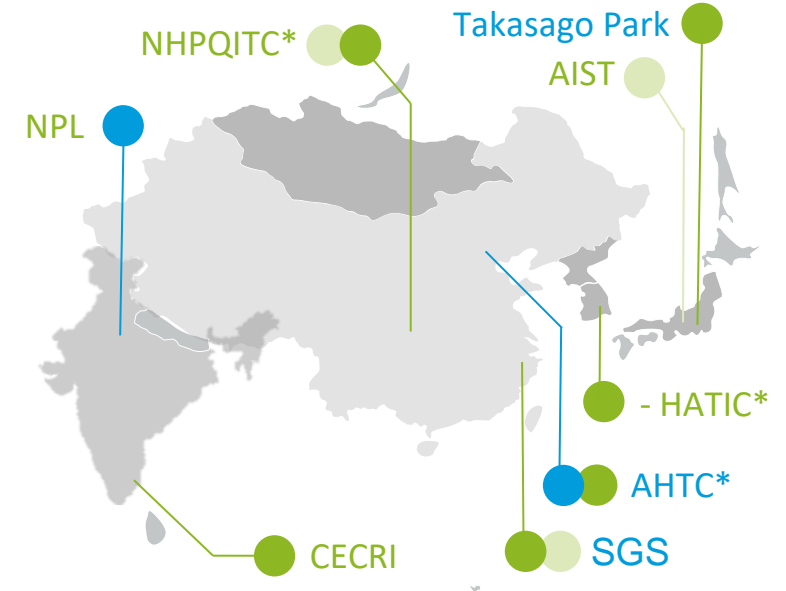 Takasago Park
NHPQITC*
AIST
NPL
- HATIC*
AHTC*
SGS
CECRI